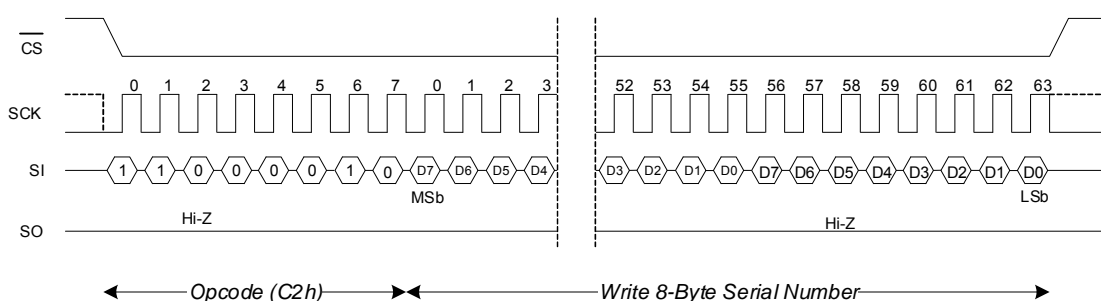 CS
0 1 2 3 4 5 6 7 0 1 2 3 52 53 54 55 56 57 58 59 60 61 62 63
SCK
SI 1 1 0 0 0 0 1 0 D7 D6 D5 D4 D3 D2 D1 D0 D7 D6 D5 D4 D3 D2 D1 D0
MSb LSb
Hi-Z Hi-Z
SO
Opcode (C2h) Write 8-Byte Serial Number